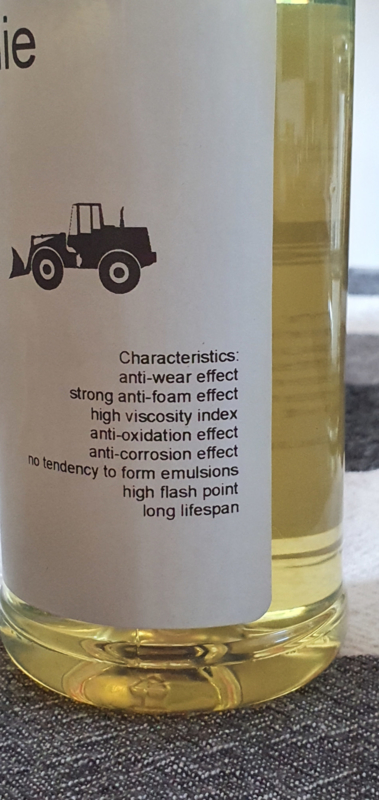 ie
Characteristics:
anti-wear effect
strong anti-foam effect
high viscosity index
anti-oxidation effect
anti-corrosion effect
no tendency to form emulsions
high flash point
long lifespan